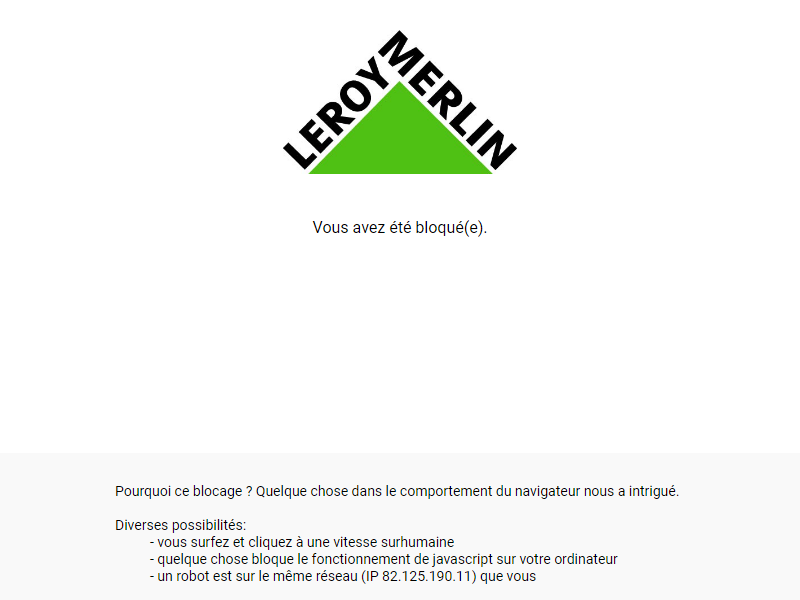 LEROY MERLIN
Vous avez été bloqué(e).
Pourquoi ce blocage ? Quelque chose dans le comportement du navigateur nous a intrigué.
Diverses possibilités:
- vous surfez et cliquez à une vitesse surhumaine
- quelque chose bloque le fonctionnement de javascript sur votre ordinateur
- un robot est sur le même réseau (IP 82.125.190.11) que vous